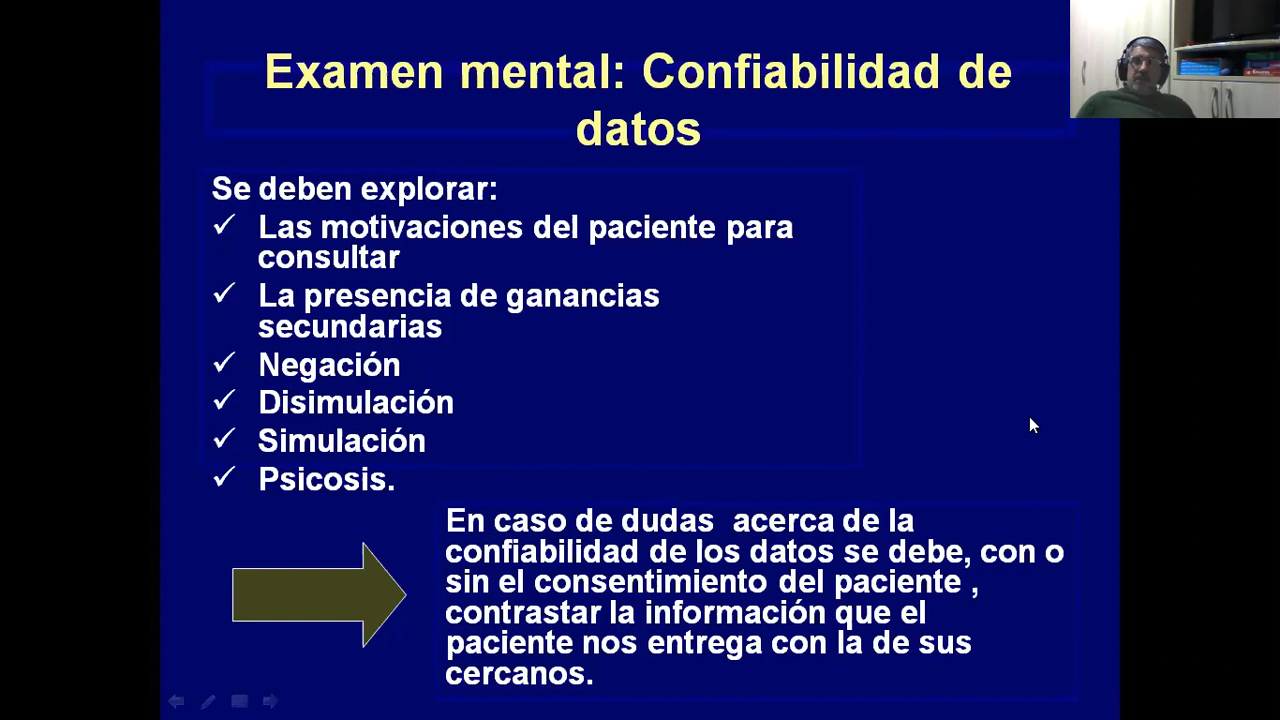 Examen mental: Confiabilidad de
datos
Se deben explorar:
✓ Las motivaciones del paciente para
consultar
✓ La presencia de ganancias
secundarias
✓ Negación
✓ Disimulación
✓ Simulación
✓ Psicosis.
En caso de dudas  acerca de la
confiabilidad de los datos se debe, con o
sin el consentimiento del paciente ,
contrastar la información que el
paciente nos entrega con la de sus
cercanos.